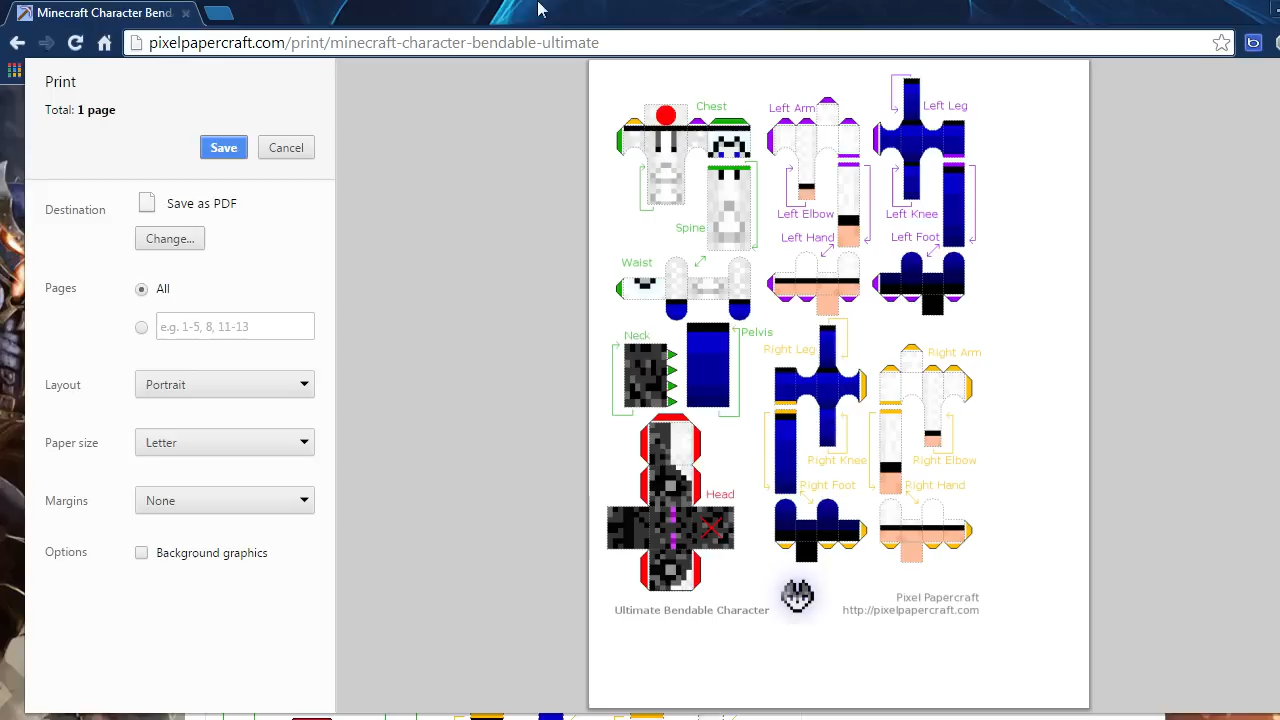 Minecraft Character Bend
pixelpapercraft.com/print/minecraft-character-bendable-ultimate
Print
Total: 1 page
Save
Cancel
Destination
Save as PDF
Change...
Pages
All
e.g. 1-5, 8, 11-13
Layout
Portrait
Paper size
Letter
Margins
None
Options
Background graphics
Chest
Left Arm
Left Leg
Spine
Left Elbow
Left Knee
Left Hand
Left Foot
Waist
Neck
Pelvis
Right Leg
Right Arm
Right Knee
Right Elbow
Head
Right Foot
Right Hand
Ultimate Bendable Character
Pixel Papercraft
http://pixelpapercraft.com